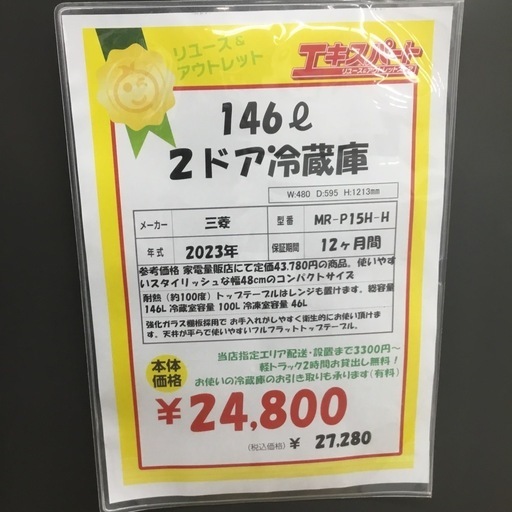 リユース&
アウトレット
エキスパート
146ℓ
2ドア冷蔵庫
W:480 D:595 H:1213mm
メーカー 三菱 型番 MR-P15H-H
年式 2023年 保証期間 12ヶ月間
参考価格 家電量販店にて定価43.780円の商品。使いやす
いスタイリッシュな幅48cmのコンパクトサイズ
耐熱（約100度）トップテーブルはレンジも置けます。総容量
146L 冷蔵室容量 100L 冷凍室容量 46L
強化ガラス棚板採用で お手入れがしやすく衛生的にお使い頂けま
す。天井が平らで使いやすいフルフラットトップテーブル。
当店指定エリア配送・設置まで3300円～
軽トラック2時間お貸出し無料！
お使いの冷蔵庫のお引き取りも承ります(有料)
本体
価格
￥24,800
(税込価格) ￥ 27,280